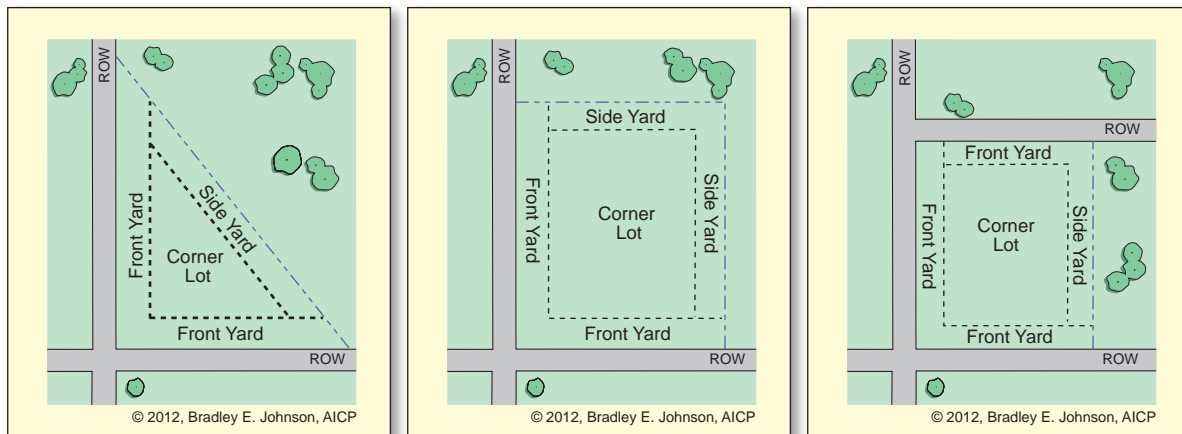 ROW
Front Yard
Side Yard
Corner
Lot
Front Yard
ROW
© 2012, Bradley E. Johnson, AICP
ROW
Side Yard
Front Yard
Corner
Lot
Side Yard
Front Yard
ROW
© 2012, Bradley E. Johnson, AICP
ROW
ROW
Front Yard
Front Yard
Corner
Lot
Side Yard
Front Yard
ROW
© 2012, Bradley E. Johnson, AICP